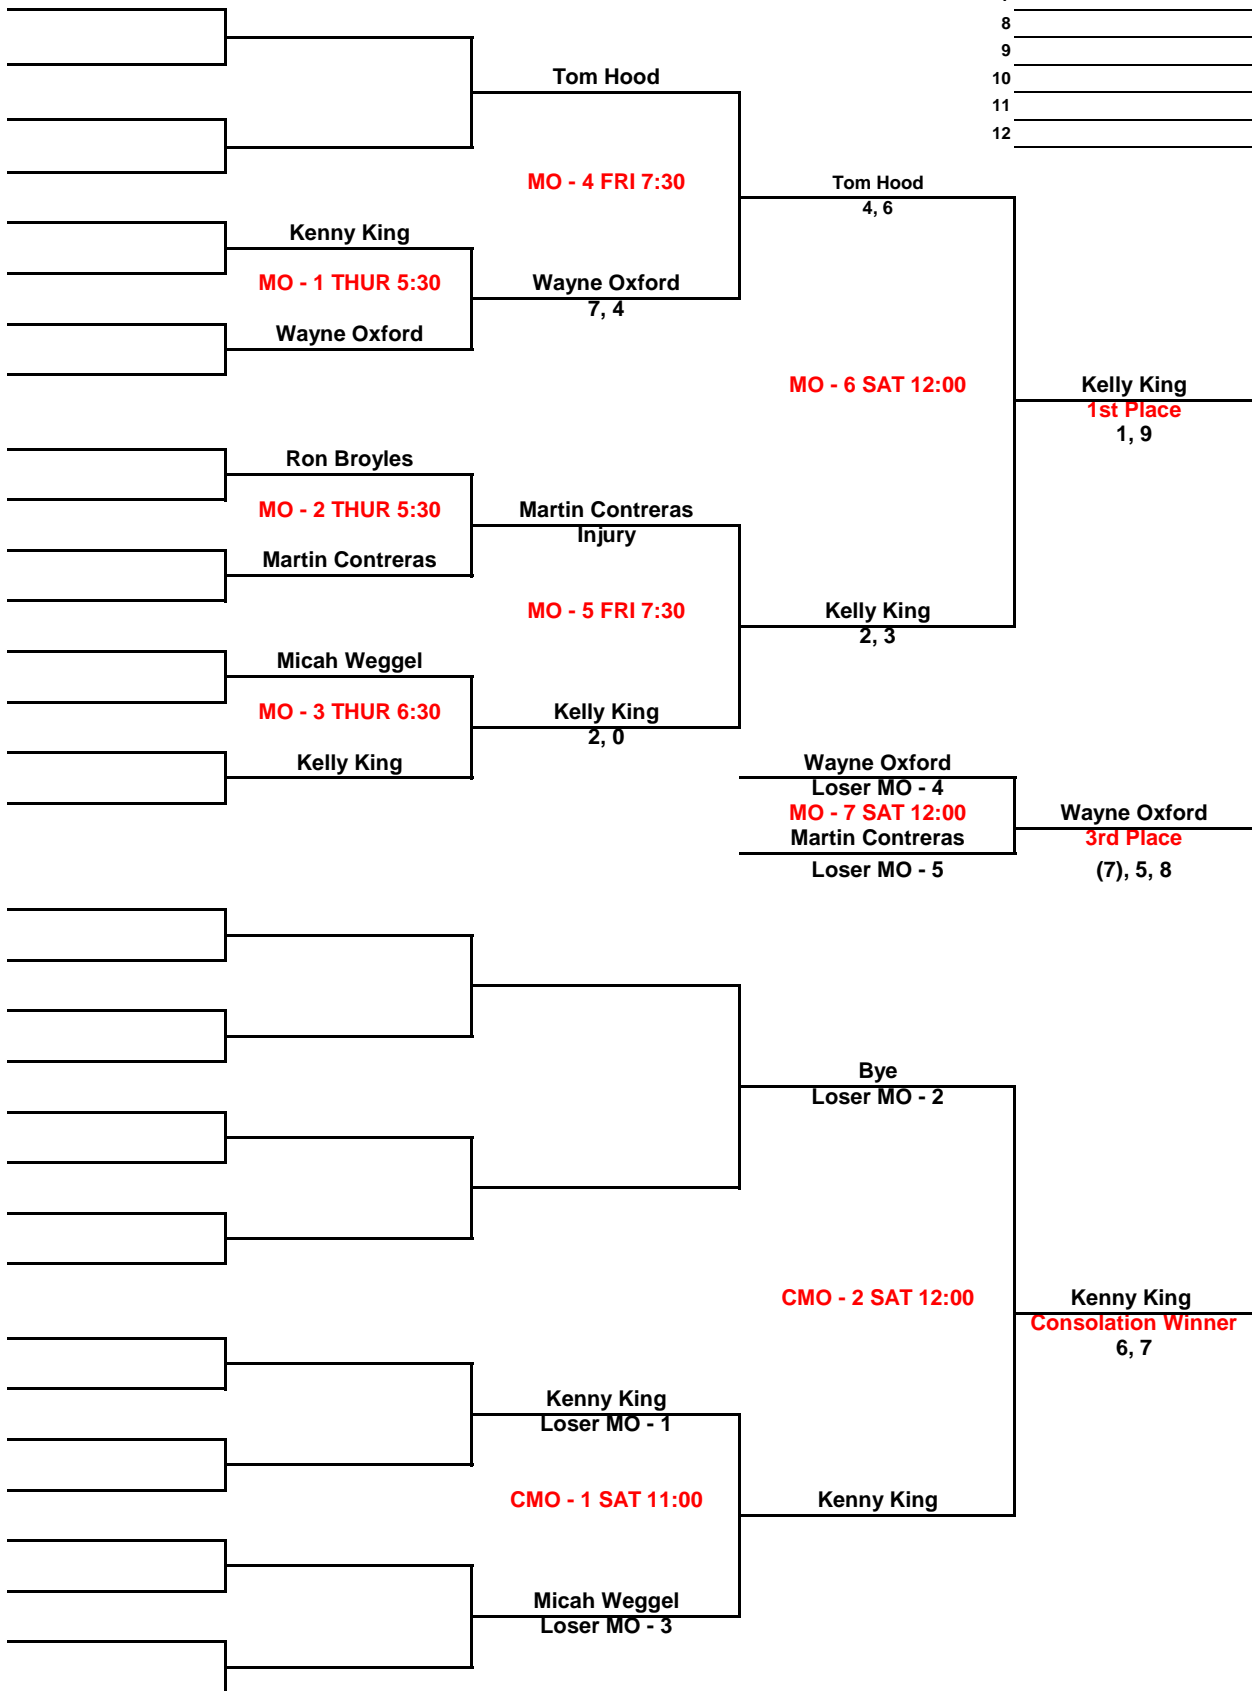 8
9
10
11
12
Tom Hood
MO - 4 FRI 7:30
Tom Hood
4, 6
Kenny King
MO - 1 THUR 5:30
Wayne Oxford
7, 4
Wayne Oxford
MO - 6 SAT 12:00
Kelly King
1st Place
1, 9
Ron Broyles
MO - 2 THUR 5:30
Martin Contreras
Injury
Martin Contreras
MO - 5 FRI 7:30
Kelly King
2, 3
Micah Weggel
MO - 3 THUR 6:30
Kelly King
2, 0
Kelly King
Wayne Oxford
Loser MO - 4
MO - 7 SAT 12:00
Martin Contreras
Loser MO - 5
Wayne Oxford
3rd Place
(7), 5, 8
Bye
Loser MO - 2
CMO - 2 SAT 12:00
Kenny King
Consolation Winner
6, 7
Kenny King
Loser MO - 1
CMO - 1 SAT 11:00
Kenny King
Micah Weggel
Loser MO - 3